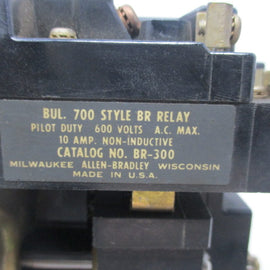 BUL. 700 STYLE BR RELAY
PILOT DUTY 600 VOLTS A.C. MAX.
10 AMP. NON-INDUCTIVE
CATALOG NO. BR-300
MILWAUKEE ALLEN-BRADLEY WISCONSIN
MADE IN U.S.A.